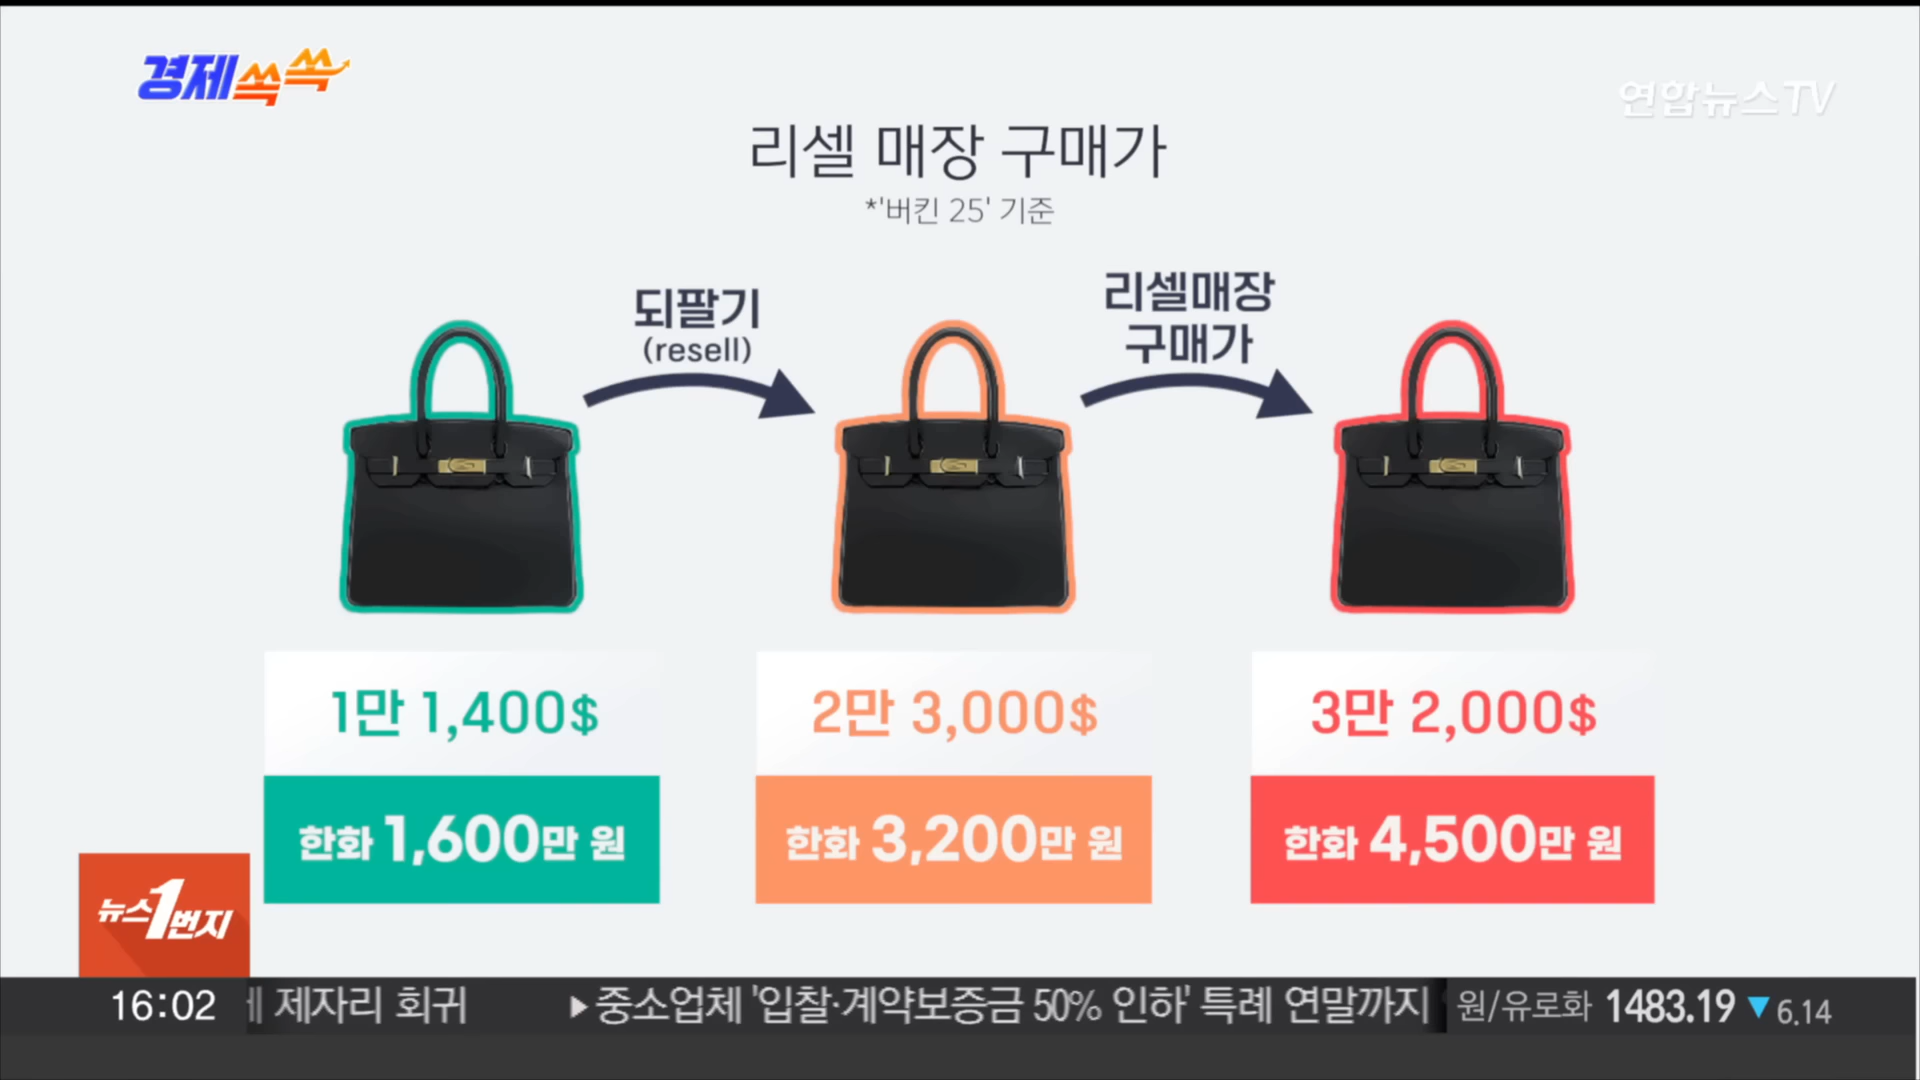 경제쏙쏙
연합뉴스TV
리셀 매장 구매가
*'버킨 25' 기준
되팔기
(resell)
리셀매장
구매가
1만 1,400$
2만 3,000$
3만 2,000$
한화 1,600만 원
한화 3,200만 원
한화 4,500만 원
뉴스1번지
16:02 제자리 회귀 ▶중소업체 '입찰·계약보증금 50% 인하' 특례 연말까지 원/유로화 1483.19 ▼ 6.14